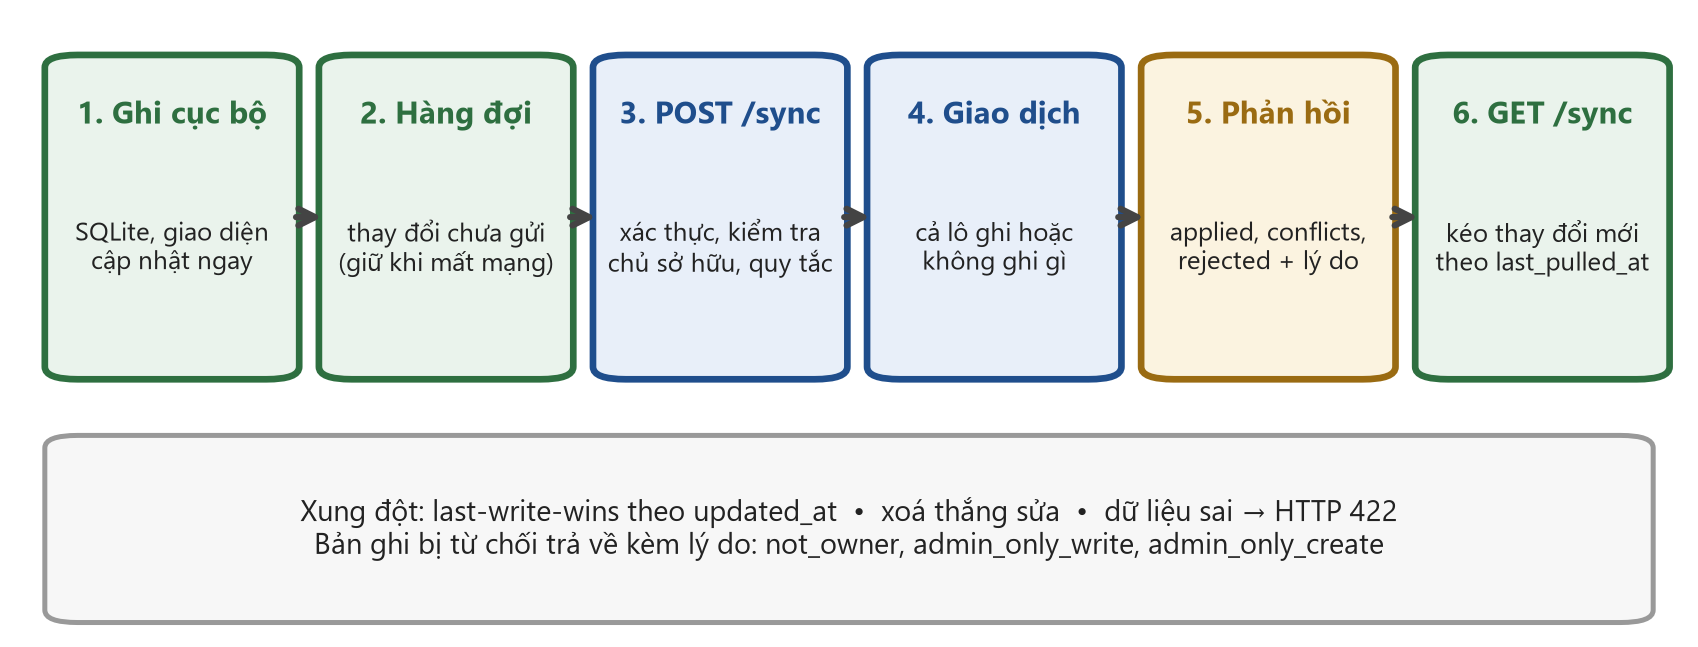 1. Ghi cục bộ
SQLite, giao diện
cập nhật ngay
2. Hàng đợi
thay đổi chưa gửi
(giữ khi mất mạng)
3. POST /sync
xác thực, kiểm tra
chủ sở hữu, quy tắc
4. Giao dịch
cả lô ghi hoặc
không ghi gì
5. Phản hồi
applied, conflicts,
rejected + lý do
6. GET /sync
kéo thay đổi mới
theo last_pulled_at
Xung đột: last-write-wins theo updated_at • xoá thắng sửa • dữ liệu sai → HTTP 422
Bản ghi bị từ chối trả về kèm lý do: not_owner, admin_only_write, admin_only_create